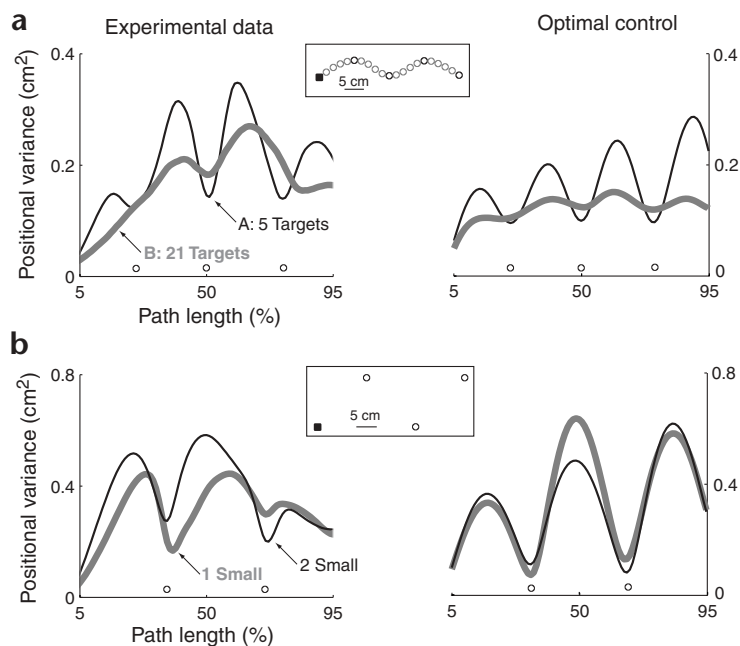 a
Experimental data
Optimal control
Positional variance (cm²)
0.4
0.2
0
5 cm
A: 5 Targets
B: 21 Targets
5
50
95
Path length (%)
0.4
0.2
0
5
50
95
b
Positional variance (cm²)
0.8
0.4
0
5 cm
1 Small
2 Small
5
50
95
Path length (%)
0.8
0.4
0
5
50
95